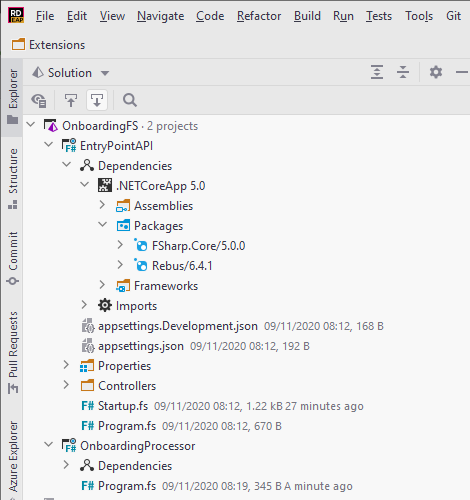 RD
EAP
File Edit View Navigate Code Refactor Build Run Tests Tools Git
Extensions
Explorer
Structure
Commit
Pull Requests
Azure Explorer
Solution
OnboardingFS · 2 projects
F# EntryPointAPI
Dependencies
.NETCoreApp 5.0
Assemblies
Packages
FSharp.Core/5.0.0
Rebus/6.4.1
Frameworks
Imports
appsettings.Development.json 09/11/2020 08:12, 168 B
appsettings.json 09/11/2020 08:12, 192 B
Properties
Controllers
F# Startup.fs 09/11/2020 08:12, 1.22 kB 27 minutes ago
F# Program.fs 09/11/2020 08:12, 670 B
F# OnboardingProcessor
Dependencies
F# Program.fs 09/11/2020 08:19, 345 B A minute ago